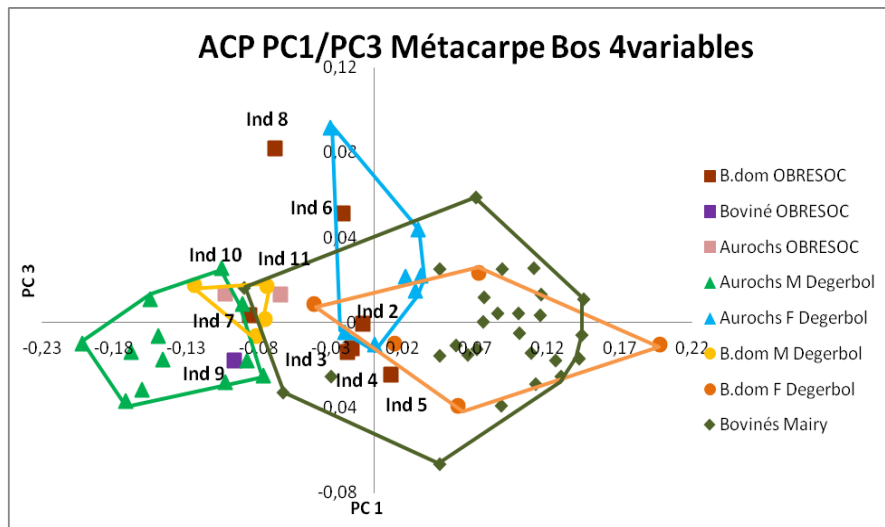 ACP PC1/PC3 Métacarpe Bos 4variables
0,12
Ind 8
0,08
B.dom OBRESOC
Boviné OBRESOC
Ind 6
Aurochs OBRESOC
0,04
Ind 10
Ind 11
Aurochs M Degerbol
PC 3
Aurochs F Degerbol
Ind 7
Ind 2
0
B.dom M Degerbol
-0,23 -0,18 -0,13 -0,08 -0,03 0,02 0,07 0,12 0,17 0,22
Ind 3
B.dom F Degerbol
Ind 9
Ind 4
Bovinés Mairy
Ind 5
-0,04
-0,08
PC 1